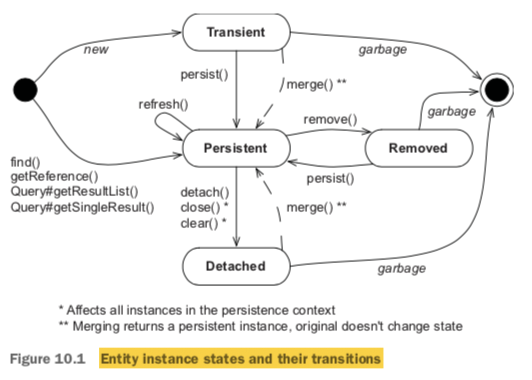 Transient
new
garbage
persist()
merge() **
refresh()
remove()
garbage
Persistent
Removed
find()
getReference()
Query#getResultList()
Query#getSingleResult()
persist()
detach()
close() *
clear() *
merge() **
Detached
garbage
* Affects all instances in the persistence context
** Merging returns a persistent instance, original doesn't change state
Figure 10.1 Entity instance states and their transitions